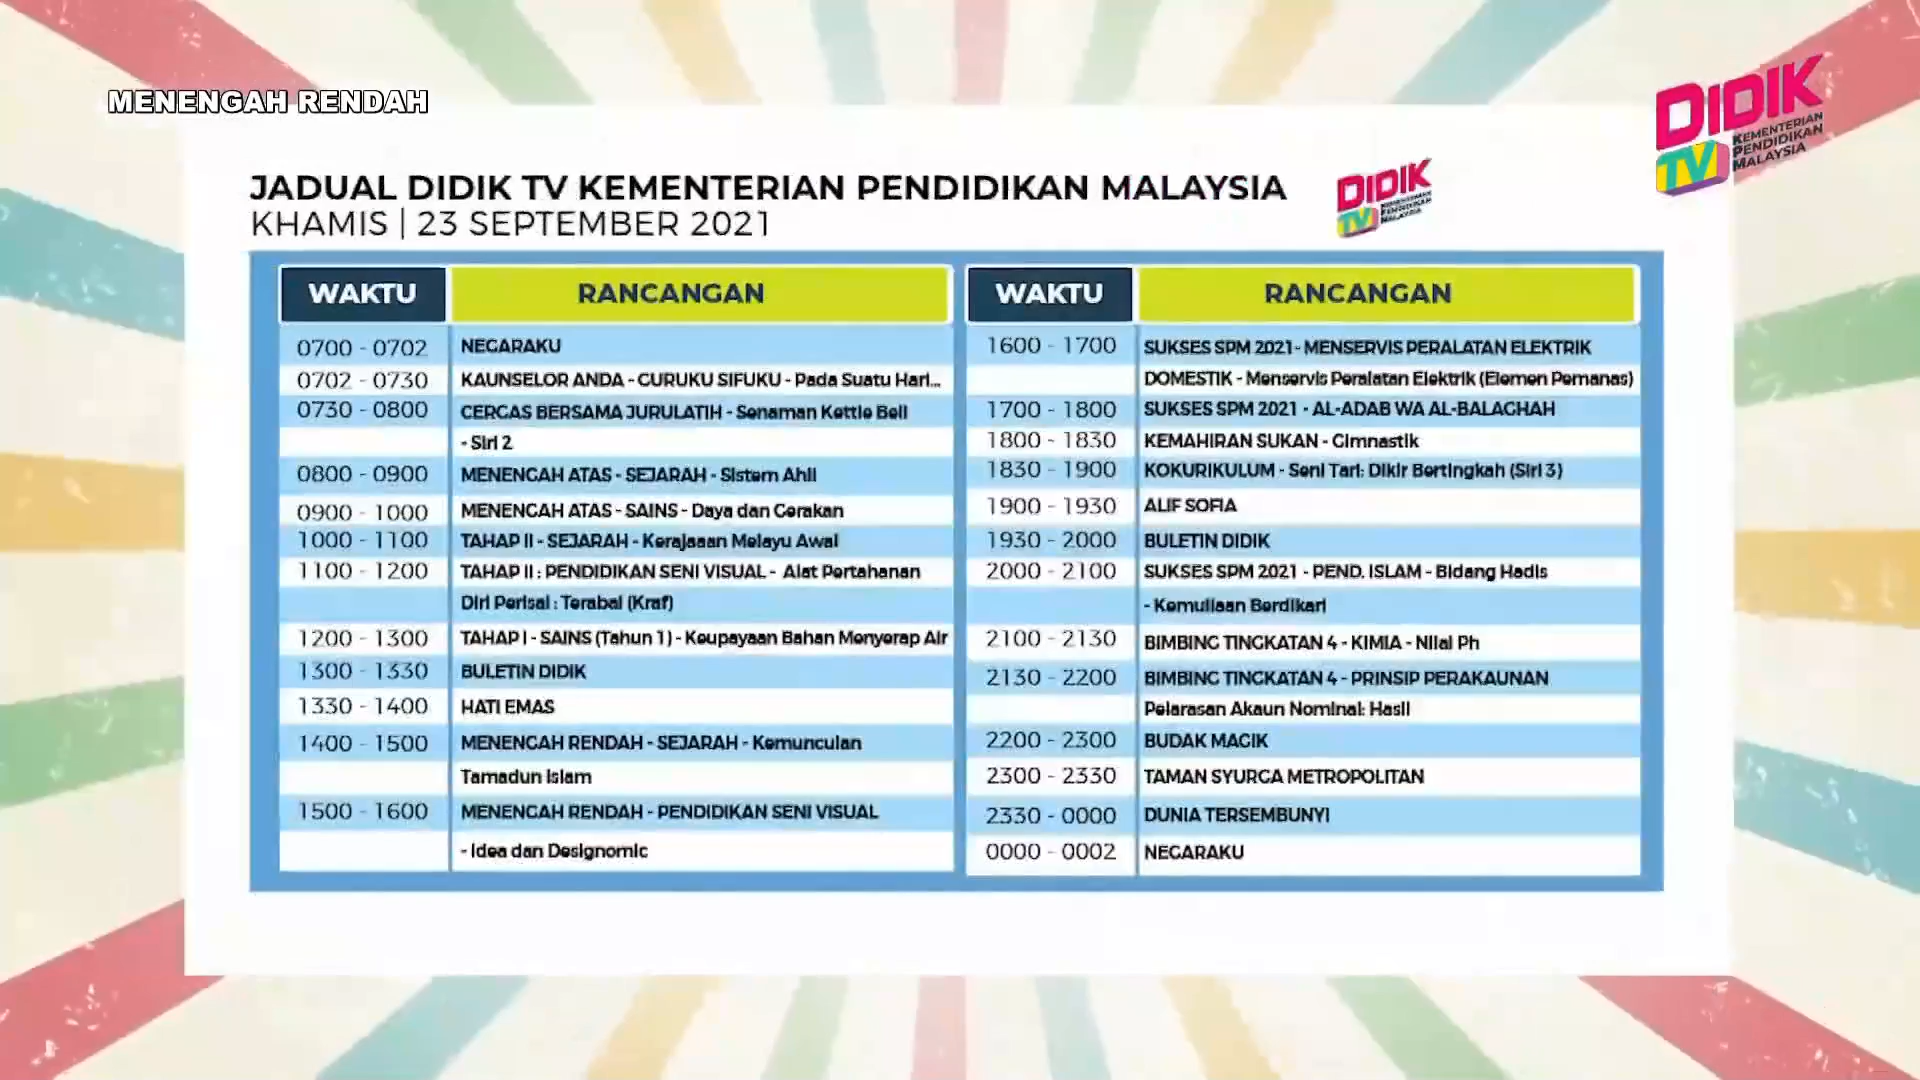 MENENGAH RENDAH
DIDIK
TV
KEMENTERIAN
PENDIDIKAN
MALAYSIA
JADUAL DIDIK TV KEMENTERIAN PENDIDIKAN MALAYSIA
KHAMIS | 23 SEPTEMBER 2021
DIDIK
TV
KEMENTERIAN
PENDIDIKAN
MALAYSIA
WAKTU RANCANGAN
0700 - 0702 NEGARAKU
0702 - 0730 KAUNSELOR ANDA - GURUKU SIFUKU - Pada Suatu Hari...
0730 - 0800 CERGAS BERSAMA JURULATIH - Senaman Kettle Bell
- Siri 2
0800 - 0900 MENENGAH ATAS - SEJARAH - Sistem Ahli
0900 - 1000 MENENGAH ATAS - SAINS - Daya dan Gerakan
1000 - 1100 TAHAP II - SEJARAH - Kerajaaan Melayu Awal
1100 - 1200 TAHAP II : PENDIDIKAN SENI VISUAL - Alat Pertahanan
Diri Perisai : Terabai (Kraf)
1200 - 1300 TAHAP I - SAINS (Tahun 1) - Keupayaan Bahan Menyerap Air
1300 - 1330 BULETIN DIDIK
1330 - 1400 HATI EMAS
1400 - 1500 MENENGAH RENDAH - SEJARAH - Kemunculan
Tamadun Islam
1500 - 1600 MENENGAH RENDAH - PENDIDIKAN SENI VISUAL
- Idea dan Designomic
WAKTU RANCANGAN
1600 - 1700 SUKSES SPM 2021 - MENSERVIS PERALATAN ELEKTRIK
DOMESTIK - Menservis Peralatan Elektrik (Elemen Pemanas)
1700 - 1800 SUKSES SPM 2021 - AL-ADAB WA AL-BALAGHAH
1800 - 1830 KEMAHIRAN SUKAN - Gimnastik
1830 - 1900 KOKURIKULUM - Seni Tari: Dikir Bertingkah (Siri 3)
1900 - 1930 ALIF SOFIA
1930 - 2000 BULETIN DIDIK
2000 - 2100 SUKSES SPM 2021 - PEND. ISLAM - Bidang Hadis
- Kemuliaan Berdikari
2100 - 2130 BIMBING TINGKATAN 4 - KIMIA - Nilai Ph
2130 - 2200 BIMBING TINGKATAN 4 - PRINSIP PERAKAUNAN
Pelarasan Akaun Nominal: Hasil
2200 - 2300 BUDAK MAGIK
2300 - 2330 TAMAN SYURGA METROPOLITAN
2330 - 0000 DUNIA TERSEMBUNYI
0000 - 0002 NEGARAKU